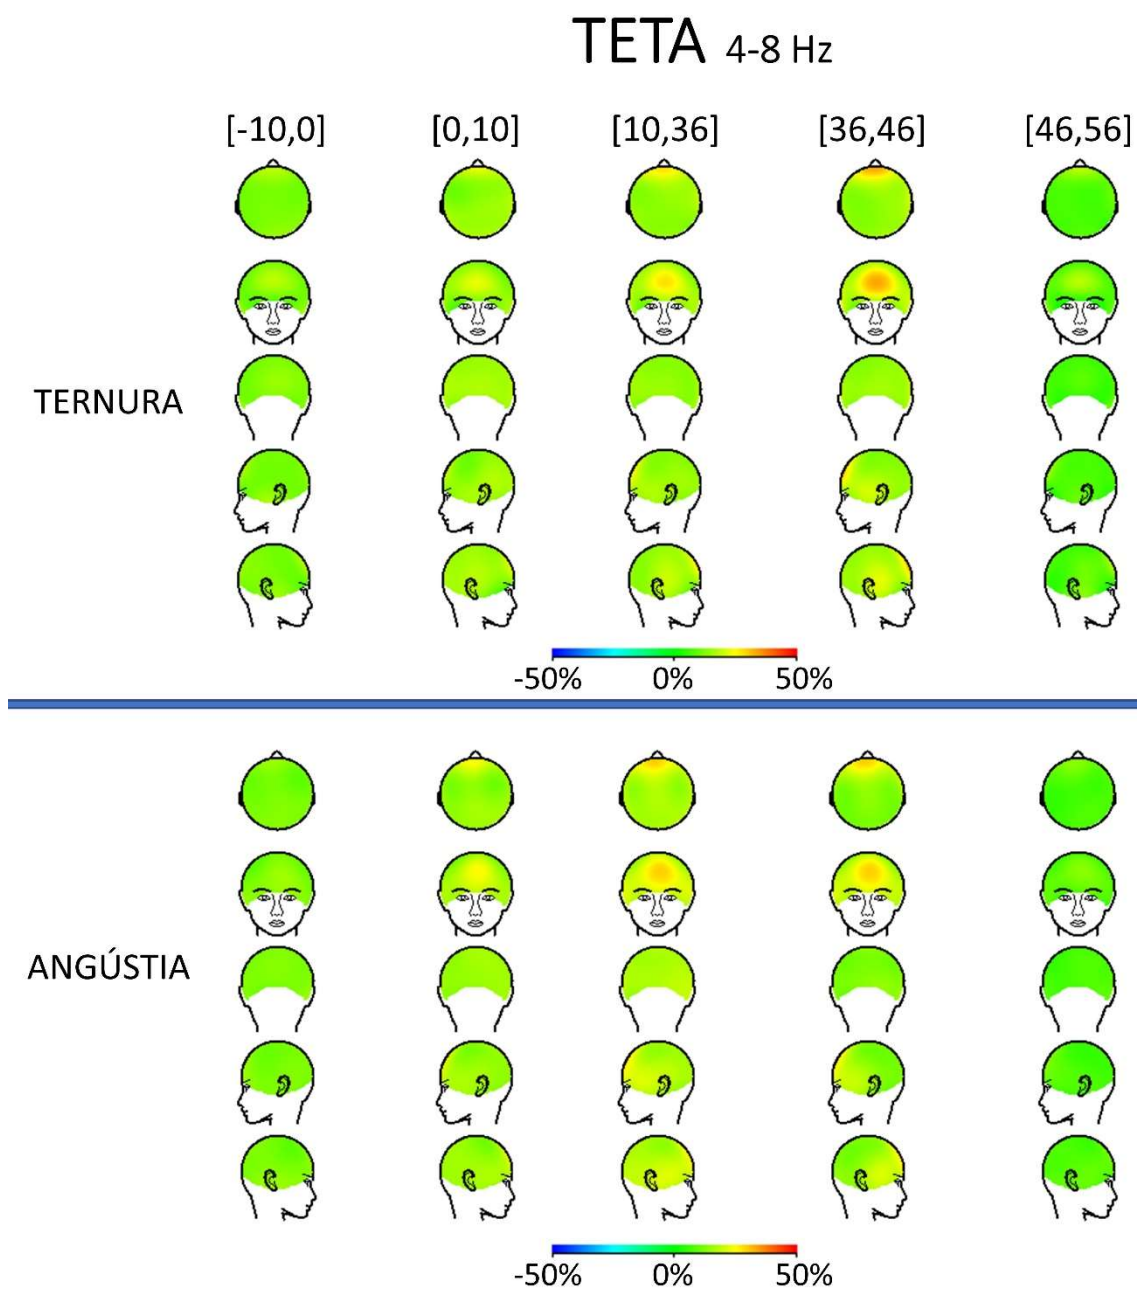 TETA 4-8 Hz
[-10,0] [0,10] [10,36] [36,46] [46,56]
TERNURA
-50% 0% 50%
ANGÚSTIA
-50% 0% 50%